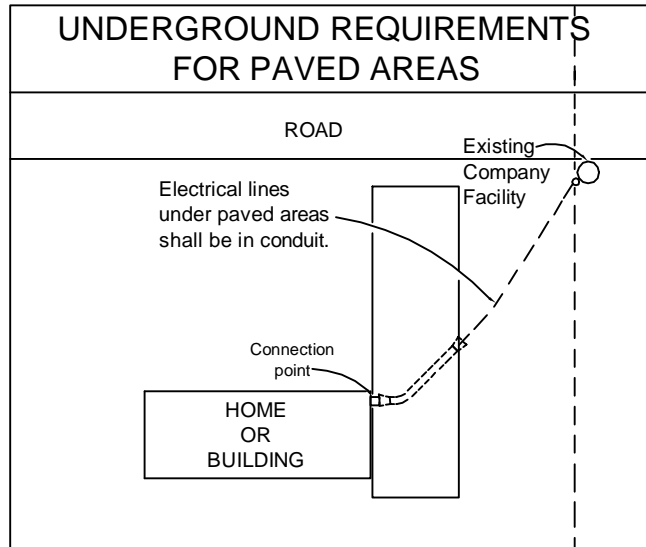 UNDERGROUND REQUIREMENTS
FOR PAVED AREAS
ROAD
Existing
Company
Facility
Electrical lines
under paved areas
shall be in conduit.
Connection
point
HOME
OR
BUILDING